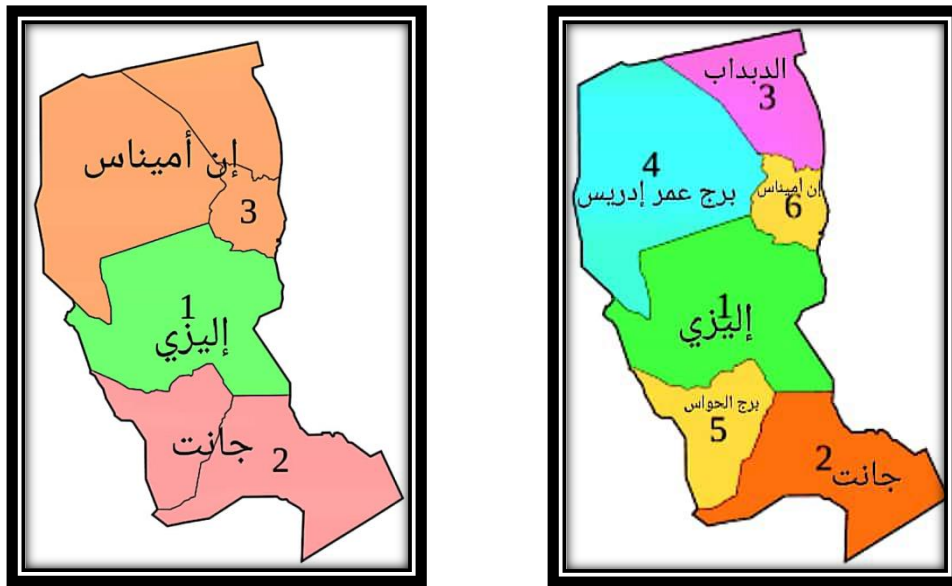 إن أميناس
3
1
إليزي
جانت
2
الدبداب
3
4
برج عمر إدريس
إن أميناس
6
1
إليزي
برج الحواس
5
2
جانت